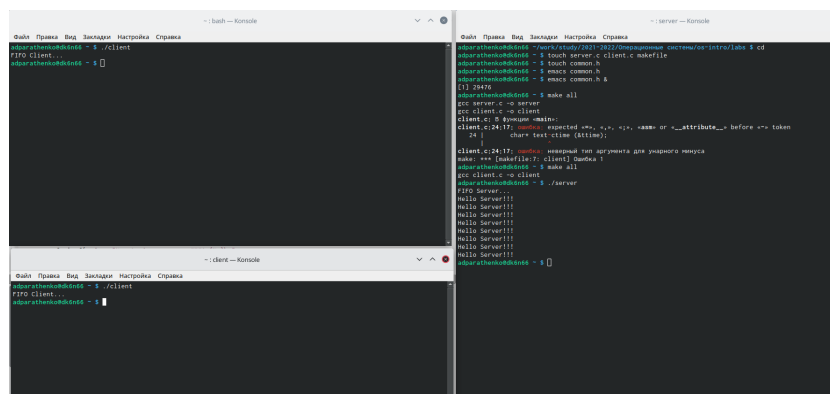 ~ : bash — Konsole
Файл Правка Вид Закладки Настройка Справка
adparathenko@dk6n66 ~ $ ./client
FIFO Client...
adparathenko@dk6n66 ~ $
~ : client — Konsole
Файл Правка Вид Закладки Настройка Справка
adparathenko@dk6n66 ~ $ ./client
FIFO Client...
adparathenko@dk6n66 ~ $
~ : server — Konsole
Файл Правка Вид Закладки Настройка Справка
adparathenko@dk6n66 ~/work/study/2021-2022/Операционные системы/os-intro/labs $ cd
adparathenko@dk6n66 ~ $ touch server.c client.c makefile
adparathenko@dk6n66 ~ $ touch common.h
adparathenko@dk6n66 ~ $ emacs common.h
adparathenko@dk6n66 ~ $ emacs common.h &
[1] 29476
adparathenko@dk6n66 ~ $ make all
gcc server.c -o server
gcc client.c -o client
client.c: В функции «main»:
client.c:24:17: ошибка: expected «=», «,», «;», «asm» or «__attribute__» before «-» token
24 | char* text-ctime (&ttime);
| ^
client.c:24:17: ошибка: неверный тип аргумента для унарного минуса
make: *** [makefile:7: client] Ошибка 1
adparathenko@dk6n66 ~ $ make all
gcc client.c -o client
adparathenko@dk6n66 ~ $ ./server
FIFO Server...
Hello Server!!!
Hello Server!!!
Hello Server!!!
Hello Server!!!
Hello Server!!!
Hello Server!!!
Hello Server!!!
Hello Server!!!
adparathenko@dk6n66 ~ $